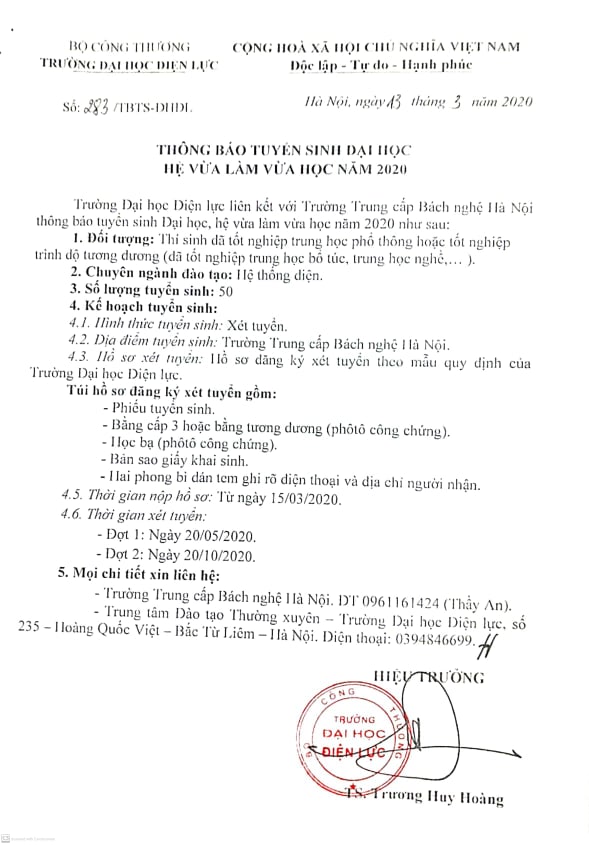 BỘ CÔNG THƯƠNG
TRƯỜNG ĐẠI HỌC ĐIỆN LỰC
CỘNG HOÀ XÃ HỘI CHỦ NGHĨA VIỆT NAM
Độc lập - Tự do - Hạnh phúc
Số: 283/TBTS-ĐHĐL
Hà Nội, ngày 13 tháng 3 năm 2020
THÔNG BÁO TUYỂN SINH ĐẠI HỌC
HỆ VỪA LÀM VỪA HỌC NĂM 2020
Trường Đại học Điện lực liên kết với Trường Trung cấp Bách nghệ Hà Nội
thông báo tuyển sinh Đại học, hệ vừa làm vừa học năm 2020 như sau:
1. Đối tượng: Thí sinh đã tốt nghiệp trung học phổ thông hoặc tốt nghiệp
trình độ tương đương (đã tốt nghiệp trung học bổ túc, trung học nghề,... ).
2. Chuyên ngành đào tạo: Hệ thống điện.
3. Số lượng tuyển sinh: 50
4. Kế hoạch tuyển sinh:
4.1. Hình thức tuyển sinh: Xét tuyển.
4.2. Địa điểm tuyển sinh: Trường Trung cấp Bách nghệ Hà Nội.
4.3. Hồ sơ xét tuyển: Hồ sơ đăng ký xét tuyển theo mẫu quy định của
Trường Đại học Điện lực.
Túi hồ sơ đăng ký xét tuyển gồm:
- Phiếu tuyển sinh.
- Bằng cấp 3 hoặc bằng tương đương (phôtô công chứng).
- Học bạ (phôtô công chứng).
- Bản sao giấy khai sinh.
- Hai phong bì dán tem ghi rõ điện thoại và địa chỉ người nhận.
4.5. Thời gian nộp hồ sơ: Từ ngày 15/03/2020.
4.6. Thời gian xét tuyển:
- Đợt 1: Ngày 20/05/2020.
- Đợt 2: Ngày 20/10/2020.
5. Mọi chi tiết xin liên hệ:
- Trường Trung cấp Bách nghệ Hà Nội. ĐT 0961161424 (Thầy An).
- Trung tâm Đào tạo Thường xuyên – Trường Đại học Điện lực, số
235 – Hoàng Quốc Việt – Bắc Từ Liêm – Hà Nội. Điện thoại: 0394846699.
HIỆU TRƯỞNG
BỘ CÔNG THƯƠNG
TRƯỜNG
ĐẠI HỌC
ĐIỆN LỰC
TS. Trương Huy Hoàng